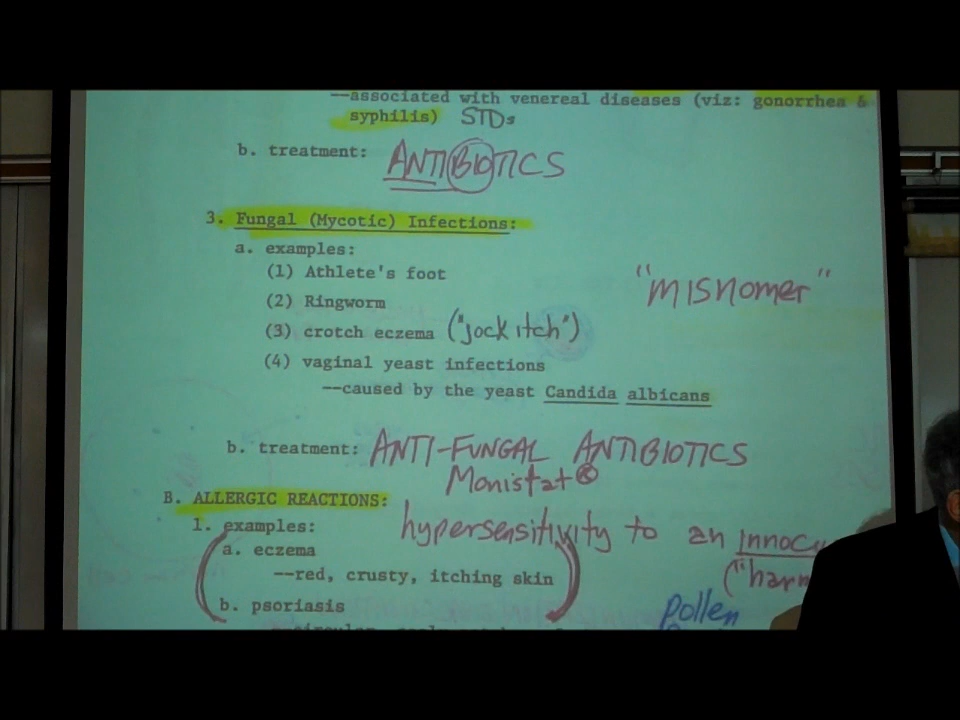 --associated with venereal diseases (viz: gonorrhea &
syphilis) STDs
b. treatment: ANTIBIOTICS
3. Fungal (Mycotic) Infections:
a. examples:
(1) Athlete's foot
(2) Ringworm
"misnomer"
(3) crotch eczema ("jock itch")
(4) vaginal yeast infections
--caused by the yeast Candida albicans
b. treatment: ANTI-FUNGAL ANTIBIOTICS
Monistat®
B. ALLERGIC REACTIONS:
1. examples: hypersensitivity to an innocu
a. eczema
--red, crusty, itching skin ("harm
b. psoriasis pollen